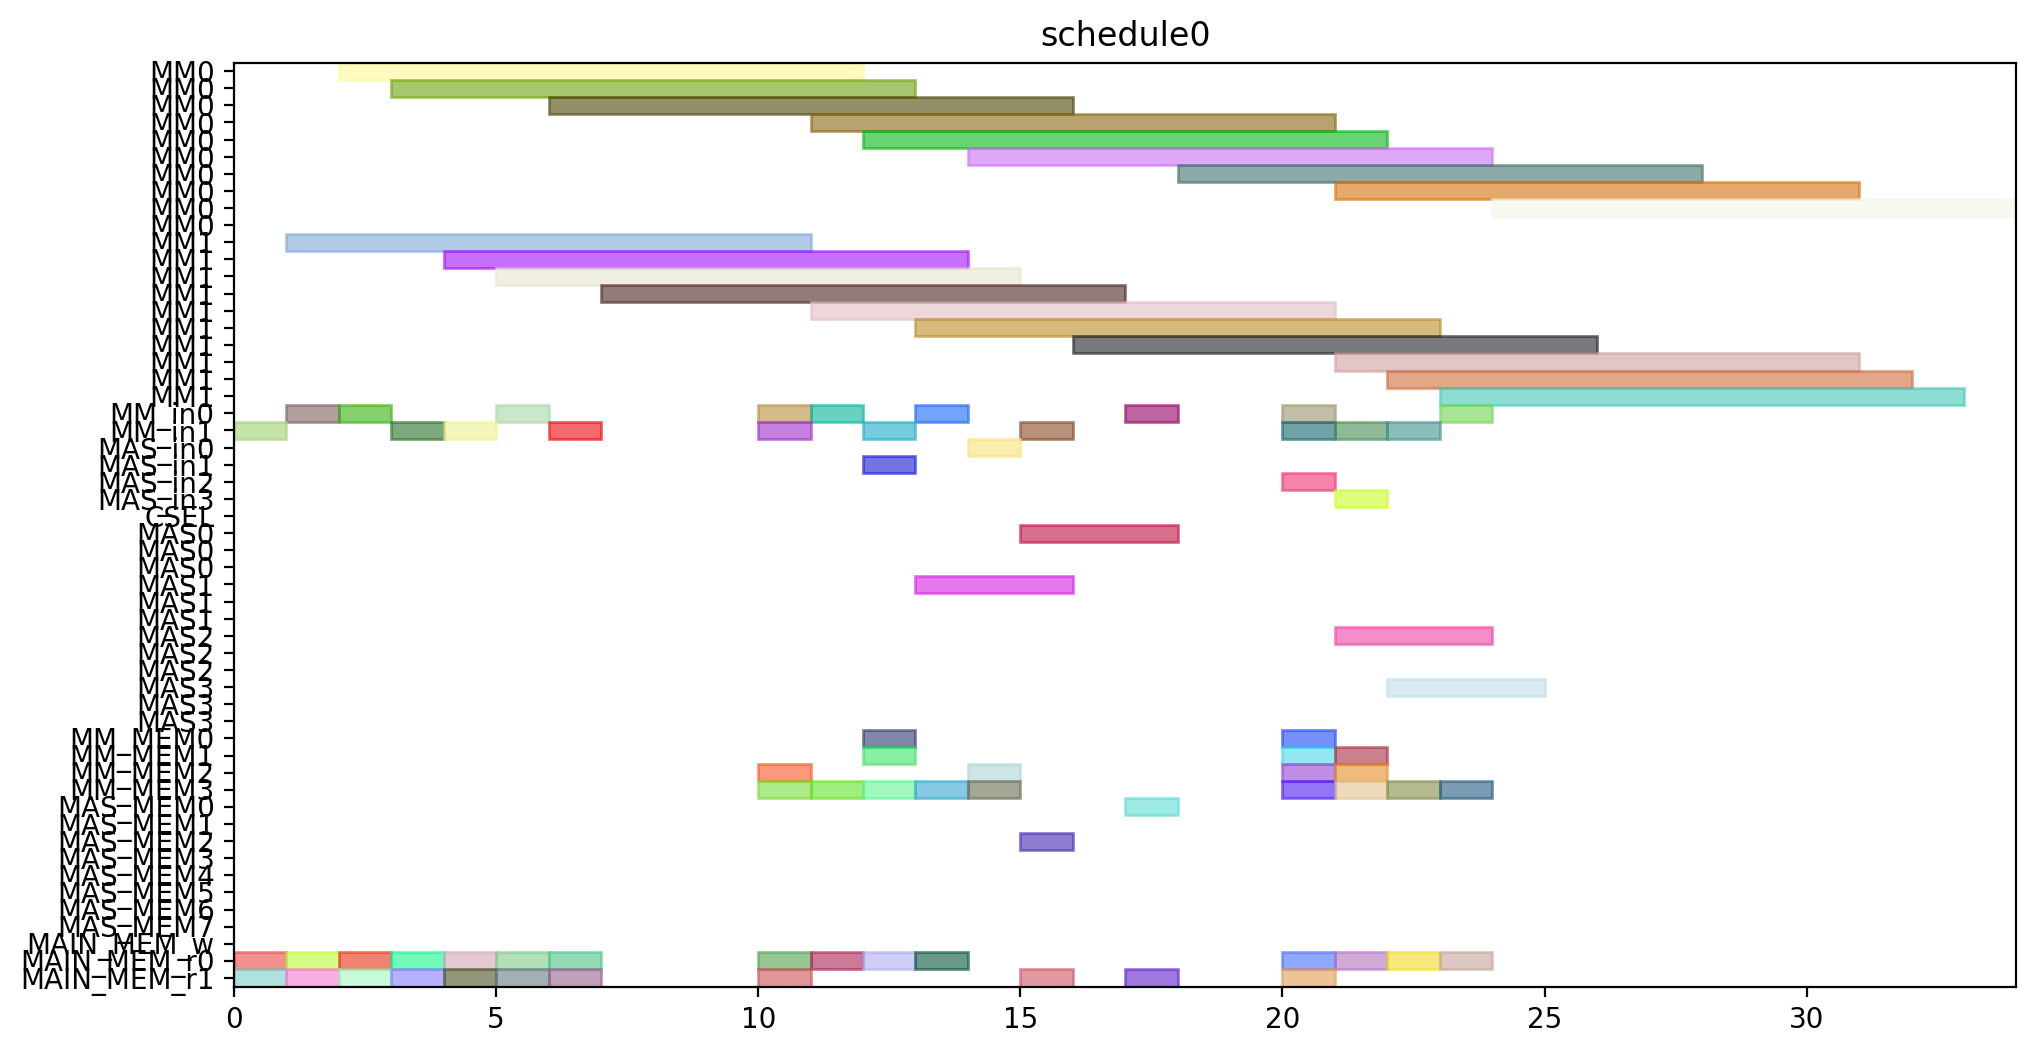 schedule0
MM0
MM0
MM0
MM0
MM0
MM0
MM0
MM0
MM0
MM0
MM1
MM1
MM1
MM1
MM1
MM1
MM1
MM1
MM1
MM1
MM_in0
MM_in1
MAS_in0
MAS_in1
MAS_in2
MAS_in3
CSEL
MAS0
MAS0
MAS0
MAS1
MAS1
MAS1
MAS2
MAS2
MAS2
MAS3
MAS3
MAS3
MM_MEM0
MM_MEM1
MM_MEM2
MM_MEM3
MAS_MEM0
MAS_MEM1
MAS_MEM2
MAS_MEM3
MAS_MEM4
MAS_MEM5
MAS_MEM6
MAS_MEM7
MAIN_MEM_w
MAIN_MEM_r0
MAIN_MEM_r1
0 5 10 15 20 25 30